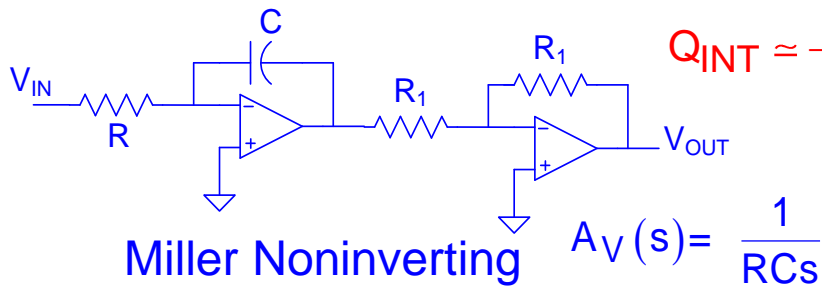 C
R₁
Q_INT ≃ −
V_IN
R₁
R
−
+
−
+
V_OUT
Miller Noninverting
A_V(s)= 1/RCs